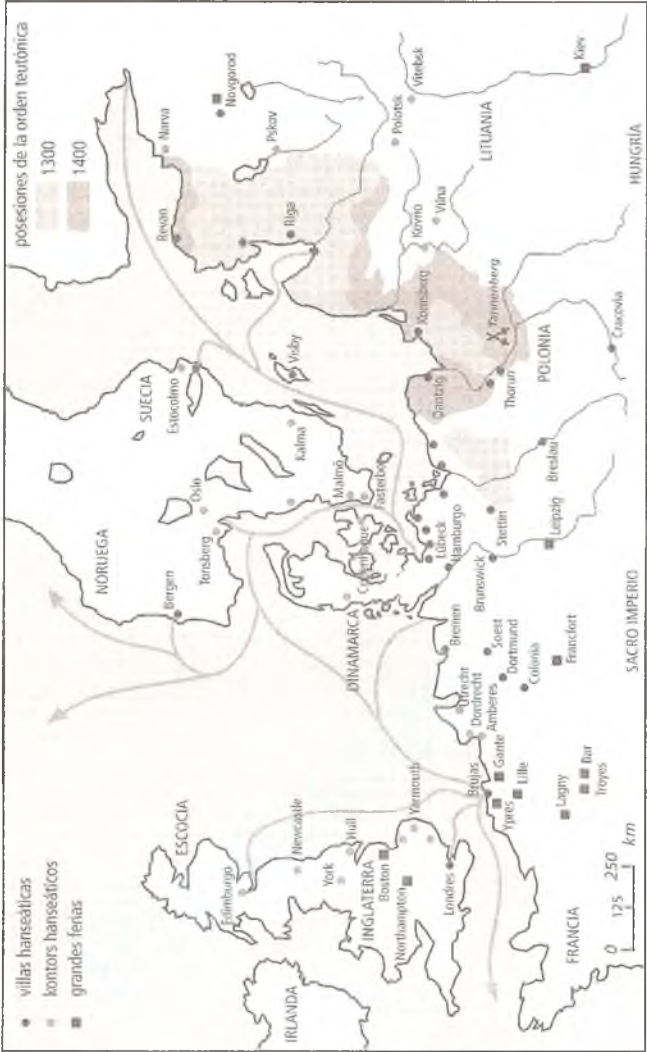 villas hanseáticas
kontors hanseáticos
grandes ferias
posesiones de la orden teutónica
1300
1400
NORUEGA
SUECIA
ESCOCIA
IRLANDA
INGLATERRA
DINAMARCA
FRANCIA
SACRO IMPERIO
POLONIA
LITUANIA
HUNGRÍA
Bergen
Oslo
Tonsberg
Estocolmo
Kalma
Malmö
Visby
Revan
Narva
Novgorod
Pskov
Riga
Polotsk
Vitebsk
Kiev
Kovno
Vilna
Konisberg
Tannenberg
Dantzig
Thorun
Cracovia
Breslau
Stettin
Leipzig
Lübeck
Hamburgo
Brunswick
Bremen
Soest
Dortmund
Colonia
Francfort
Utrecht
Dordrecht
Amberes
Brujas
Gante
Ypres
Lille
Lagny
Bar
Troyes
Edimburgo
Newcastle
York
Hull
Boston
Northampton
Yarmouth
Londres
0 125 250 km